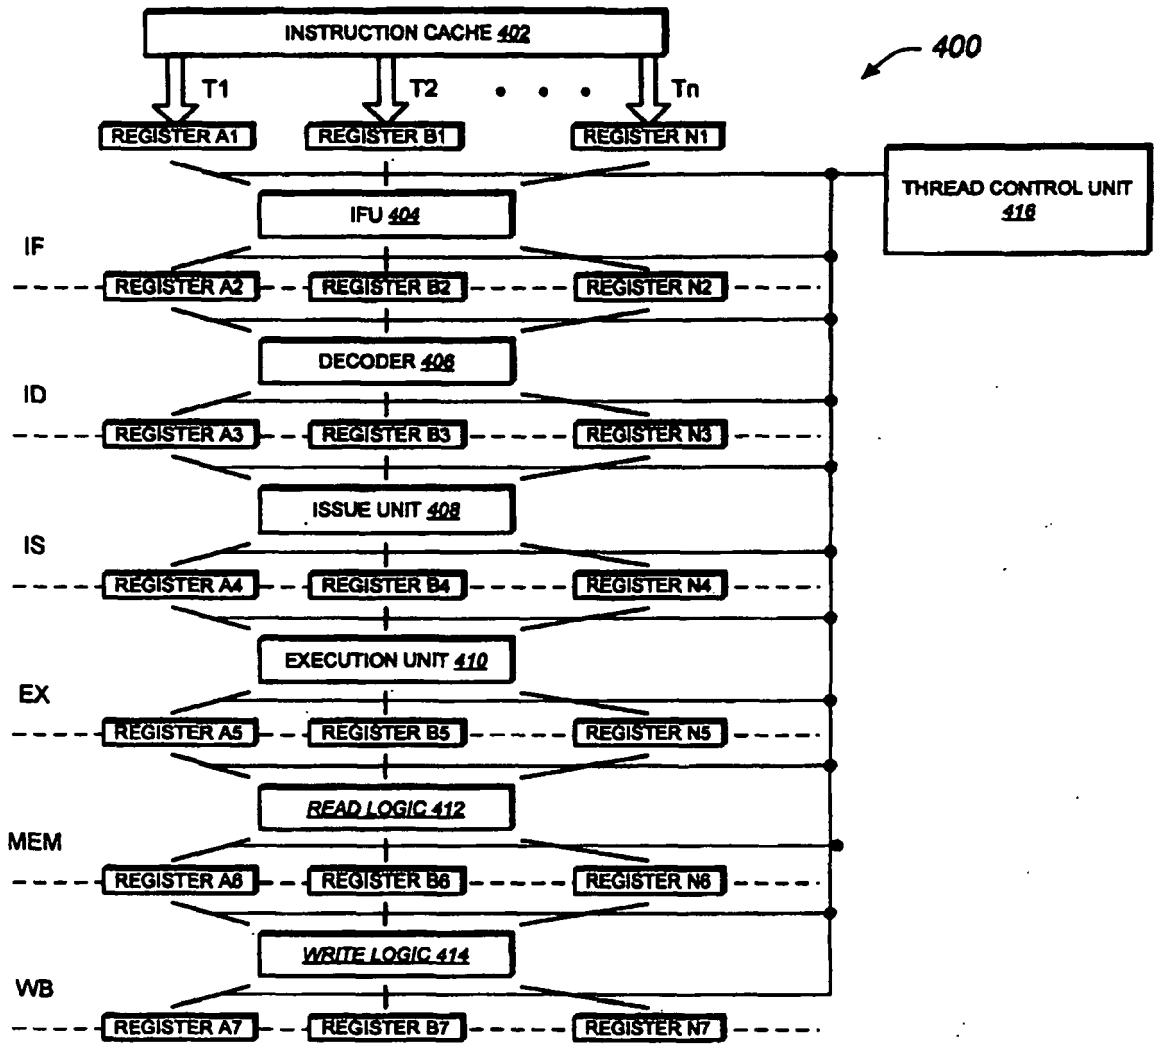 INSTRUCTION CACHE 402
400
T1 T2 Tn
REGISTER A1 REGISTER B1 REGISTER N1
THREAD CONTROL UNIT
416
IFU 404
IF
REGISTER A2 REGISTER B2 REGISTER N2
DECODER 406
ID
REGISTER A3 REGISTER B3 REGISTER N3
ISSUE UNIT 408
IS
REGISTER A4 REGISTER B4 REGISTER N4
EXECUTION UNIT 410
EX
REGISTER A5 REGISTER B5 REGISTER N5
READ LOGIC 412
MEM
REGISTER A6 REGISTER B6 REGISTER N6
WRITE LOGIC 414
WB
REGISTER A7 REGISTER B7 REGISTER N7